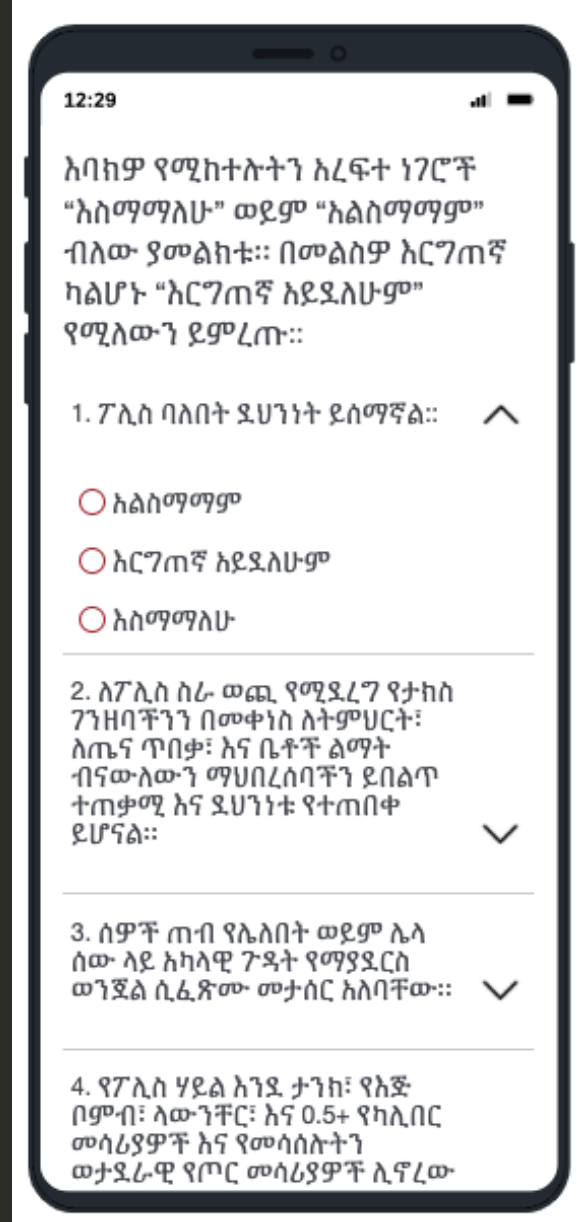 12:29
እባክዎ የሚከተሉትን አረፍተ ነገሮች
“እስማማለሁ” ወይም “አልስማማም”
ብለው ያመልክቱ። በመልስዎ እርግጠኛ
ካልሆኑ “እርግጠኛ አይደለሁም”
የሚለውን ይምረጡ።
1. ፖሊስ ባለበት ደህንነት ይሰማኛል።
አልስማማም
እርግጠኛ አይደለሁም
እስማማለሁ
2. ለፖሊስ ስራ ወጪ የሚደረግ የታክስ
ገንዘባችንን በመቀነስ ለትምህርት፣
ለጤና ጥበቃ፣ እና ቤቶች ልማት
ብናውለውን ማህበረሰባችን ይበልጥ
ተጠቃሚ እና ደህንነቱ የተጠበቀ
ይሆናል።
3. ሰዎች ጠብ የሌለበት ወይም ሌላ
ሰው ላይ አካላዊ ጉዳት የማያደርስ
ወንጀል ሲፈጽሙ መታሰር አለባቸው።
4. የፖሊስ ሃይል እንደ ታንክ፣ የእጅ
ቦምብ፣ ላውንቸር፣ እና 0.5+ የካሊበር
መሳሪያዎች እና የመሳሰሉትን
ወታደራዊ የጦር መሳሪያዎች ሊኖረው